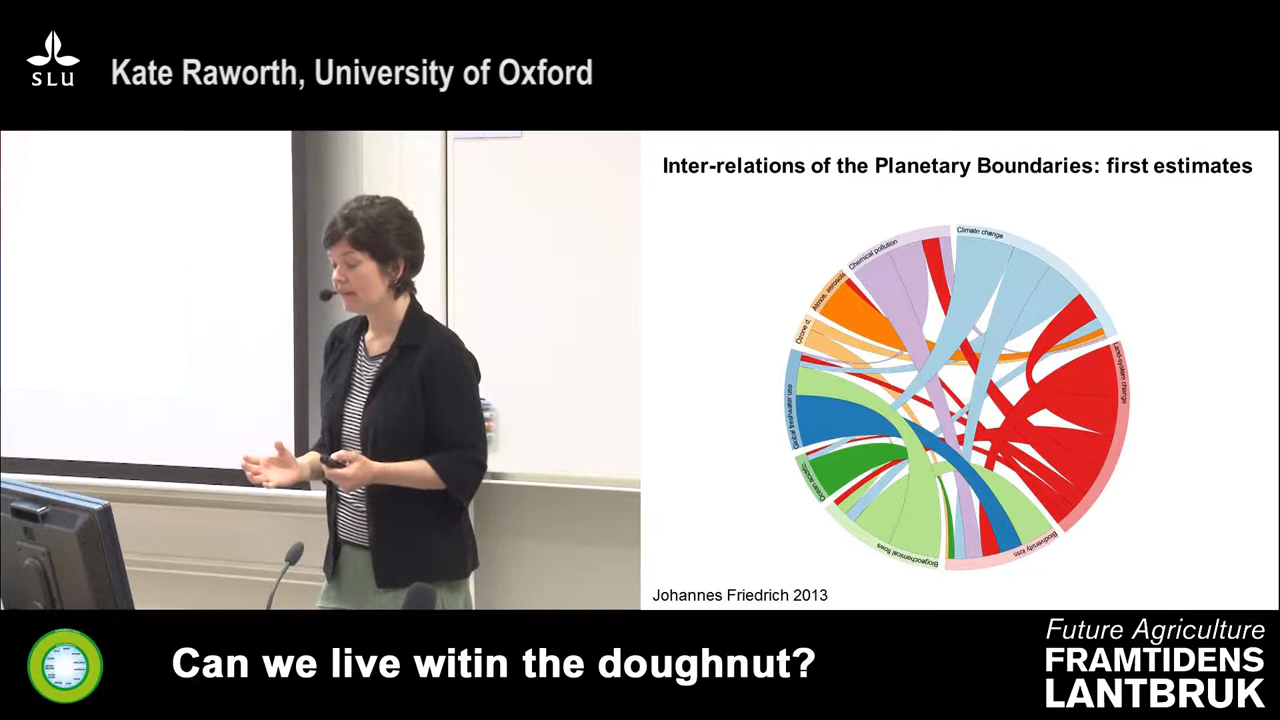 SLU
Kate Raworth, University of Oxford
Inter-relations of the Planetary Boundaries: first estimates
Climate change
Chemical pollution
Atmos. aerosols
Ozone d.
Land-system change
Global freshwater use
Ocean acidific.
Biogeochemical flows
Biodiversity loss
Johannes Friedrich 2013
Can we live witin the doughnut?
Future Agriculture
FRAMTIDENS
LANTBRUK